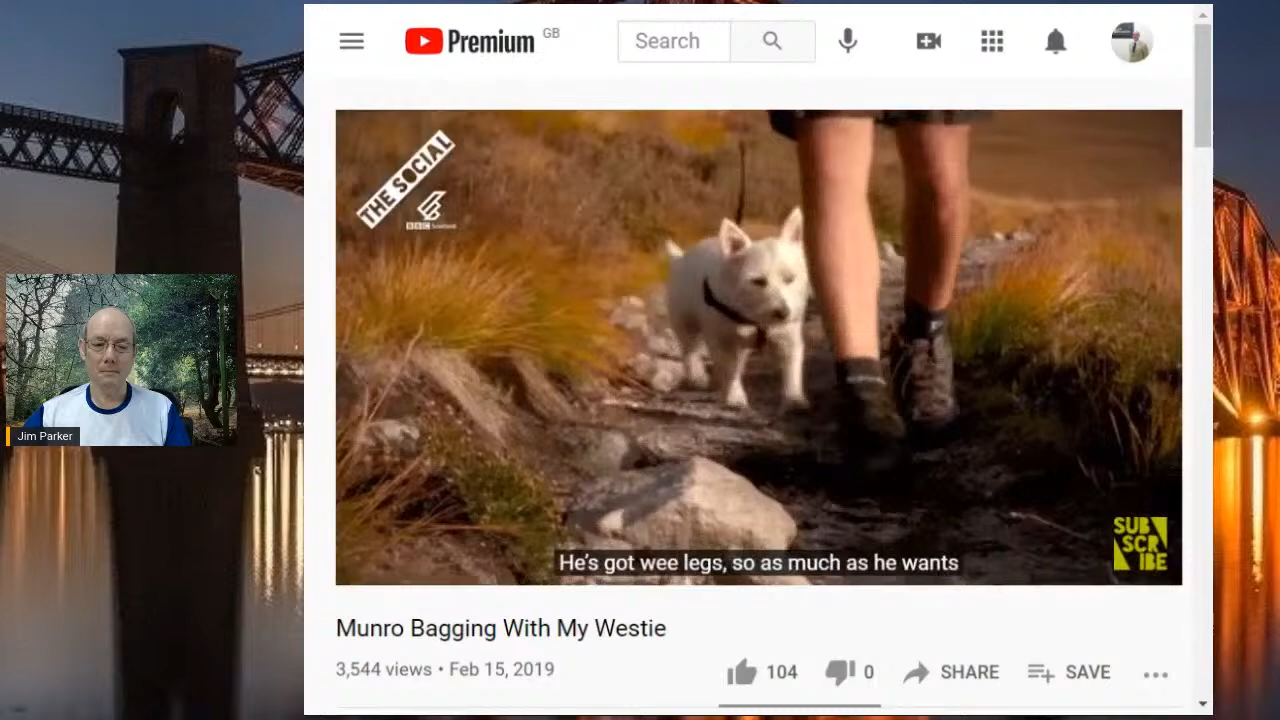 Premium GB
Search
THE SOCIAL
BBC Scotland
Jim Parker
SUB
SCR
IBE
He's got wee legs, so as much as he wants
Munro Bagging With My Westie
3,544 views • Feb 15, 2019
104
0
SHARE
SAVE